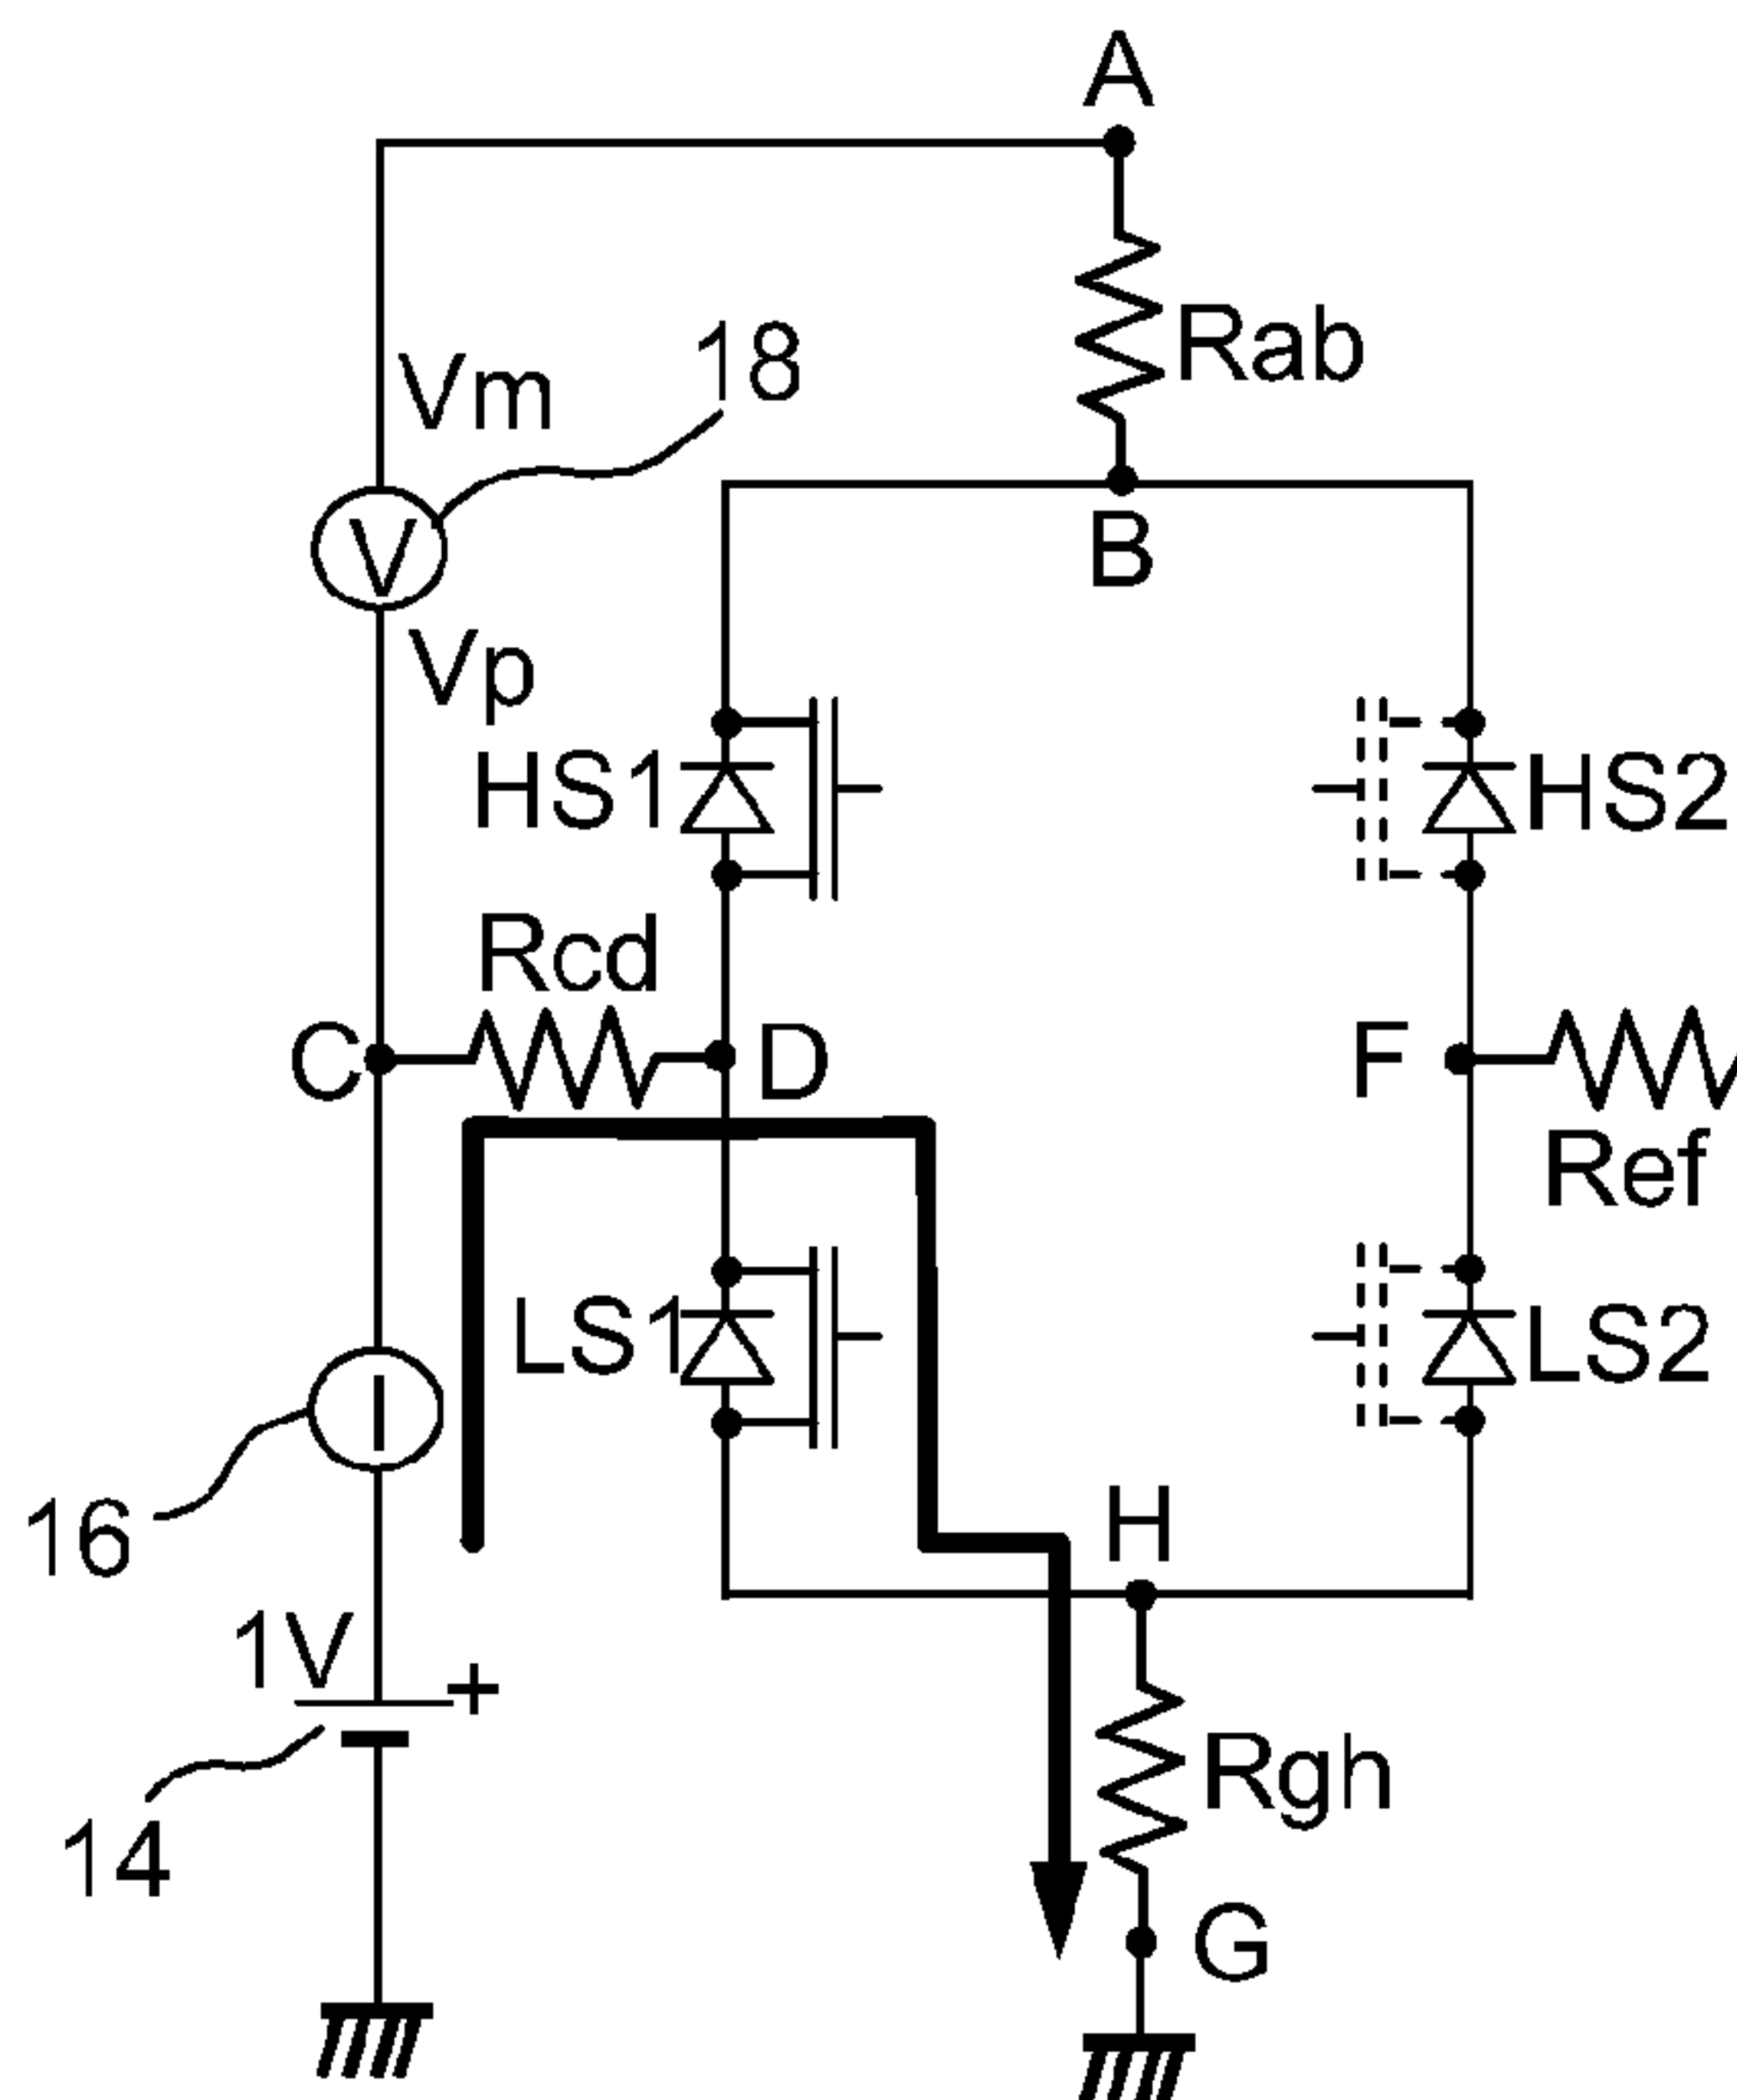 A
Rab
Vm
18
V
B
Vp
HS1
HS2
Rcd
C
D
F
Ref
LS1
LS2
I
H
16
1V
+
Rgh
14
G